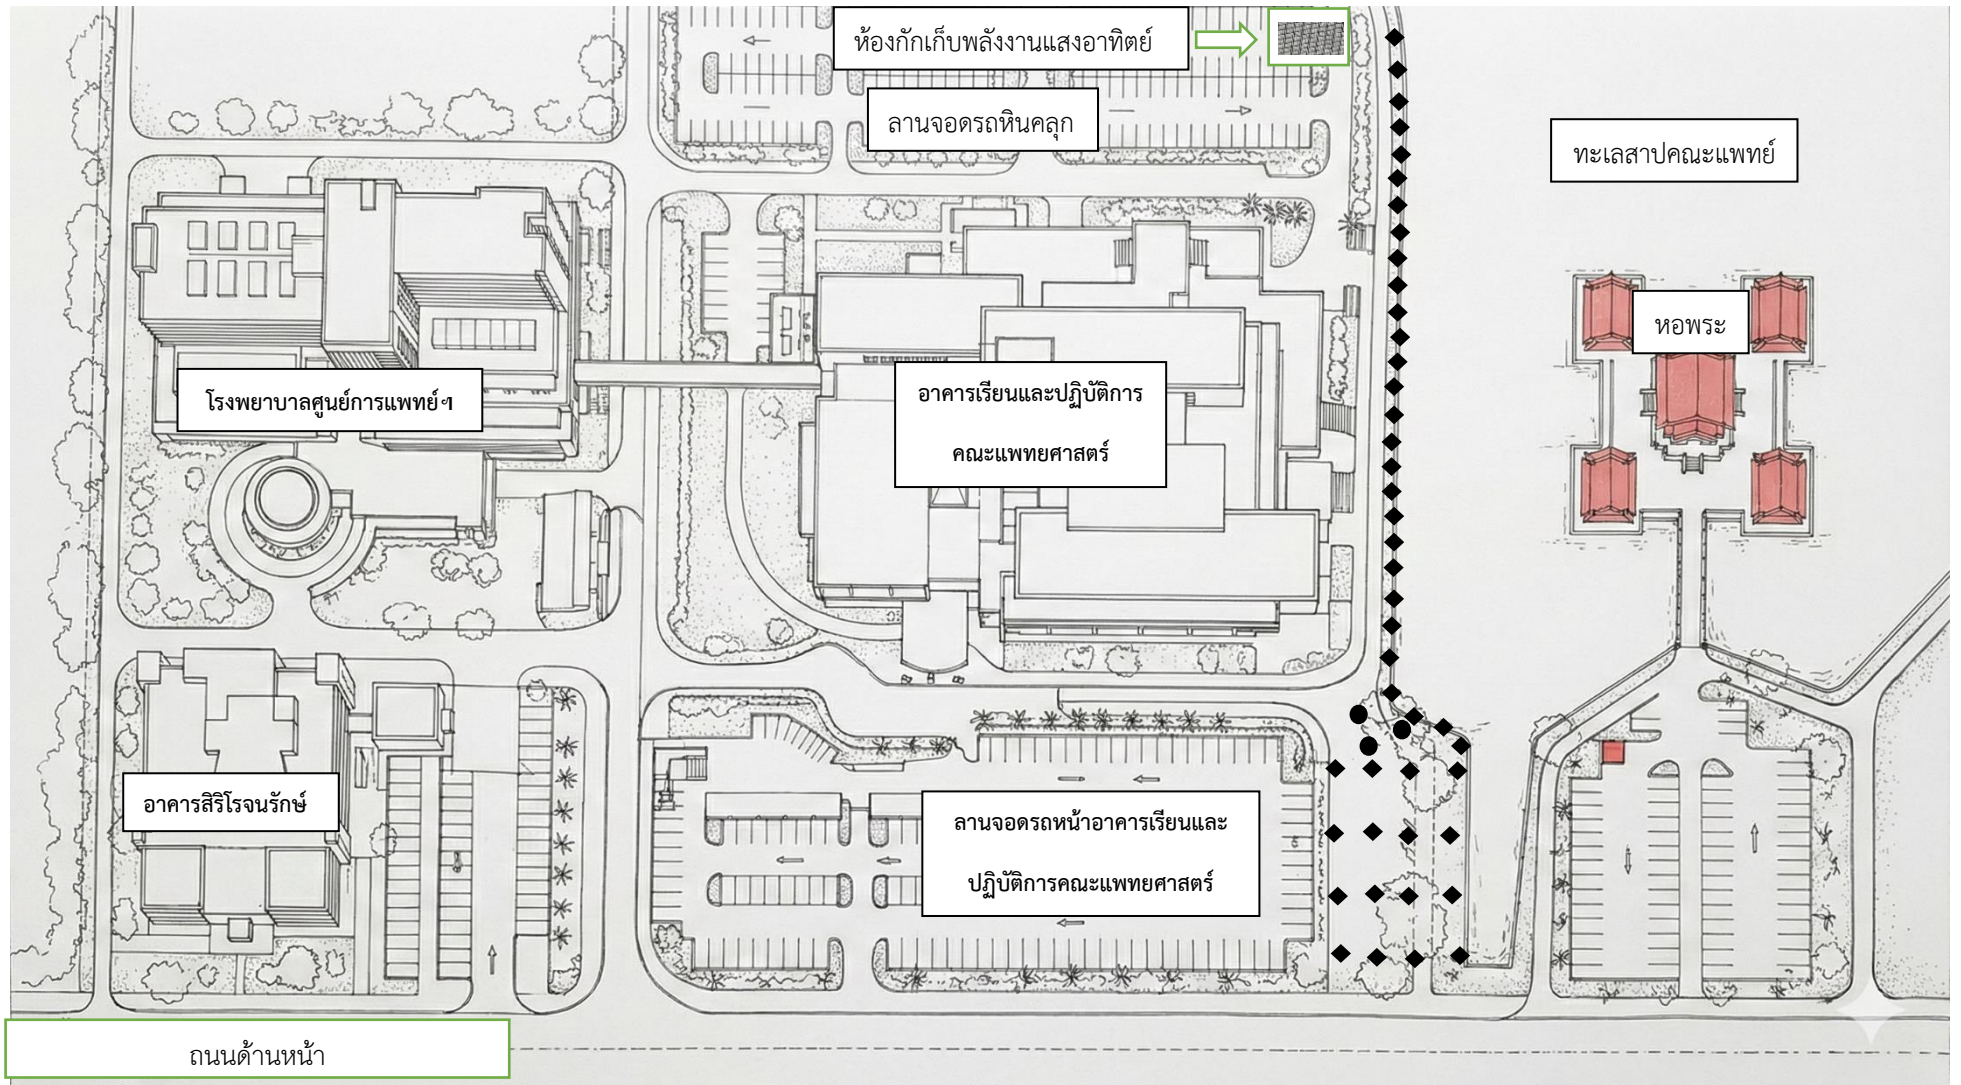 ห้องกักเก็บพลังงานแสงอาทิตย์
ลานจอดรถหินคลุก
ทะเลสาปคณะแพทย์
หอพระ
โรงพยาบาลศูนย์การแพทย์ฯ
อาคารเรียนและปฏิบัติการ
คณะแพทยศาสตร์
อาคารสิริโรจนรักษ์
ลานจอดรถหน้าอาคารเรียนและ
ปฏิบัติการคณะแพทยศาสตร์
ถนนด้านหน้า